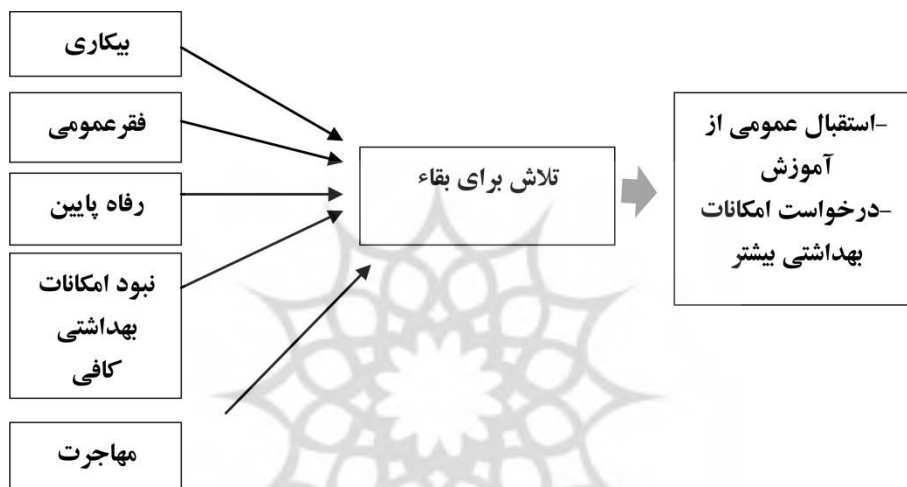 بیکاری
فقرعمومی
رفاه پایین
نبود امکانات
بهداشتی
کافی
مهاجرت
تلاش برای بقاء
-استقبال عمومی از
آموزش
-درخواست امکانات
بهداشتی بیشتر